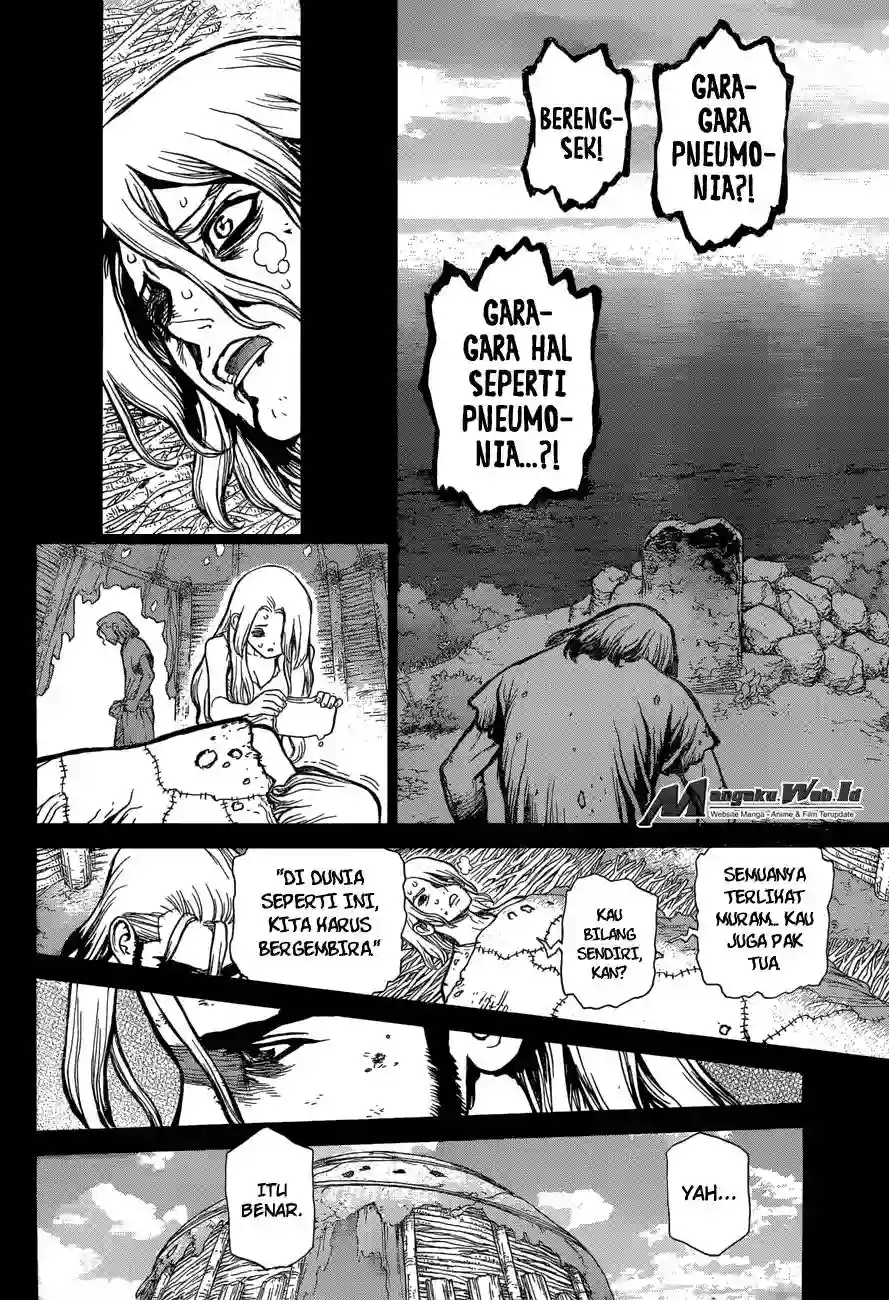 GARA-
GARA
PNEUMO-
NIA?!
BERENG-
SEK!
GARA-
GARA HAL
SEPERTI
PNEUMO-
NIA...?!
Mangaku.Web.Id
Website Manga - Anime & Film Terupdate
SEMUANYA
TERLIHAT
MURAM... KAU
JUGA PAK
TUA
KAU
BILANG
SENDIRI,
KAN?
"DI DUNIA
SEPERTI INI,
KITA HARUS
BERGEMBIRA"
YAH...
ITU
BENAR.